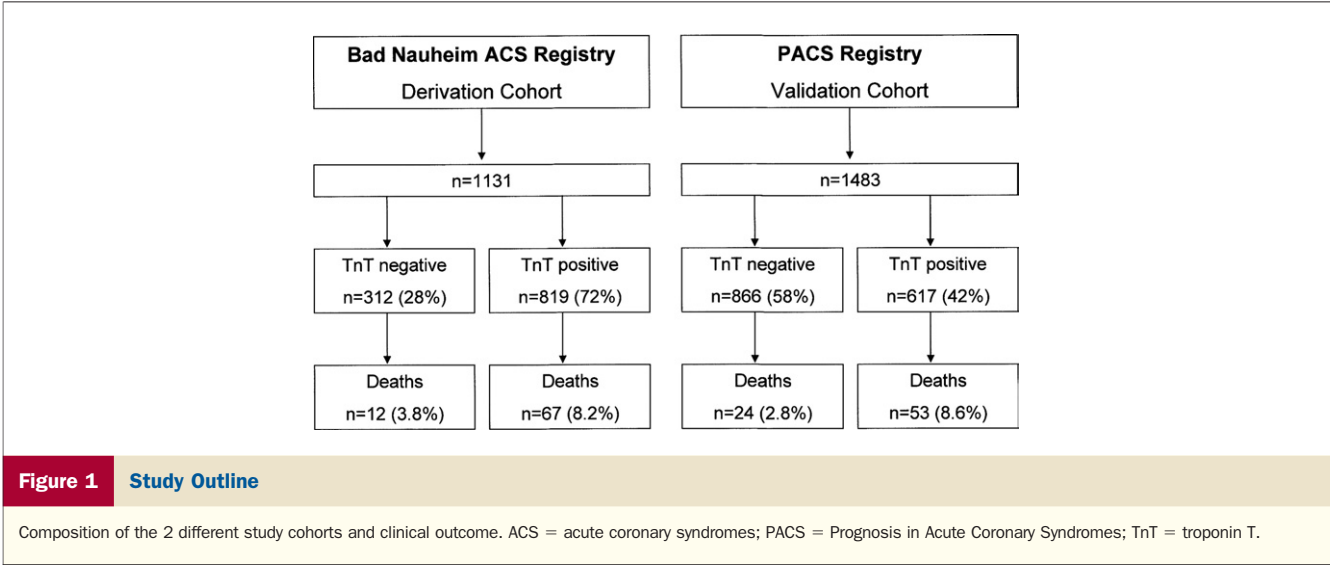 Bad Nauheim ACS Registry
Derivation Cohort
n=1131
TnT negative
n=312 (28%)
TnT positive
n=819 (72%)
Deaths
n=12 (3.8%)
Deaths
n=67 (8.2%)
PACS Registry
Validation Cohort
n=1483
TnT negative
n=866 (58%)
TnT positive
n=617 (42%)
Deaths
n=24 (2.8%)
Deaths
n=53 (8.6%)
Figure 1 Study Outline
Composition of the 2 different study cohorts and clinical outcome. ACS = acute coronary syndromes; PACS = Prognosis in Acute Coronary Syndromes; TnT = troponin T.